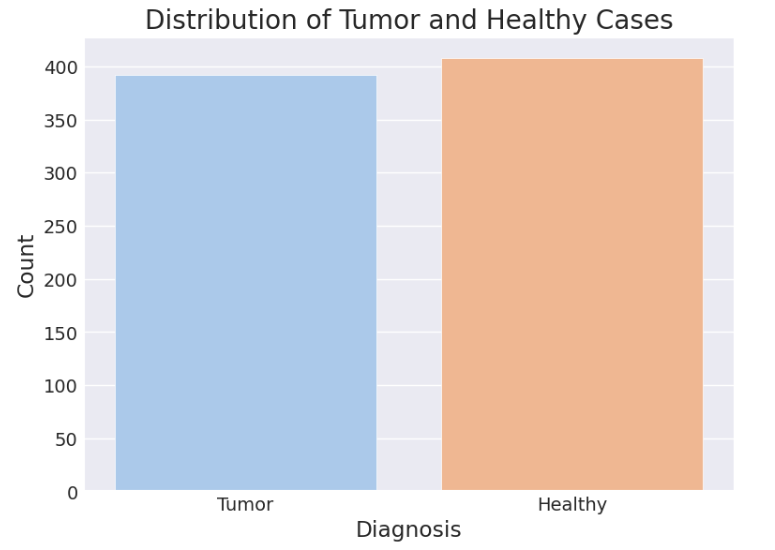 Distribution of Tumor and Healthy Cases
400
350
300
250
200
150
100
50
0
Count
Tumor Healthy
Diagnosis